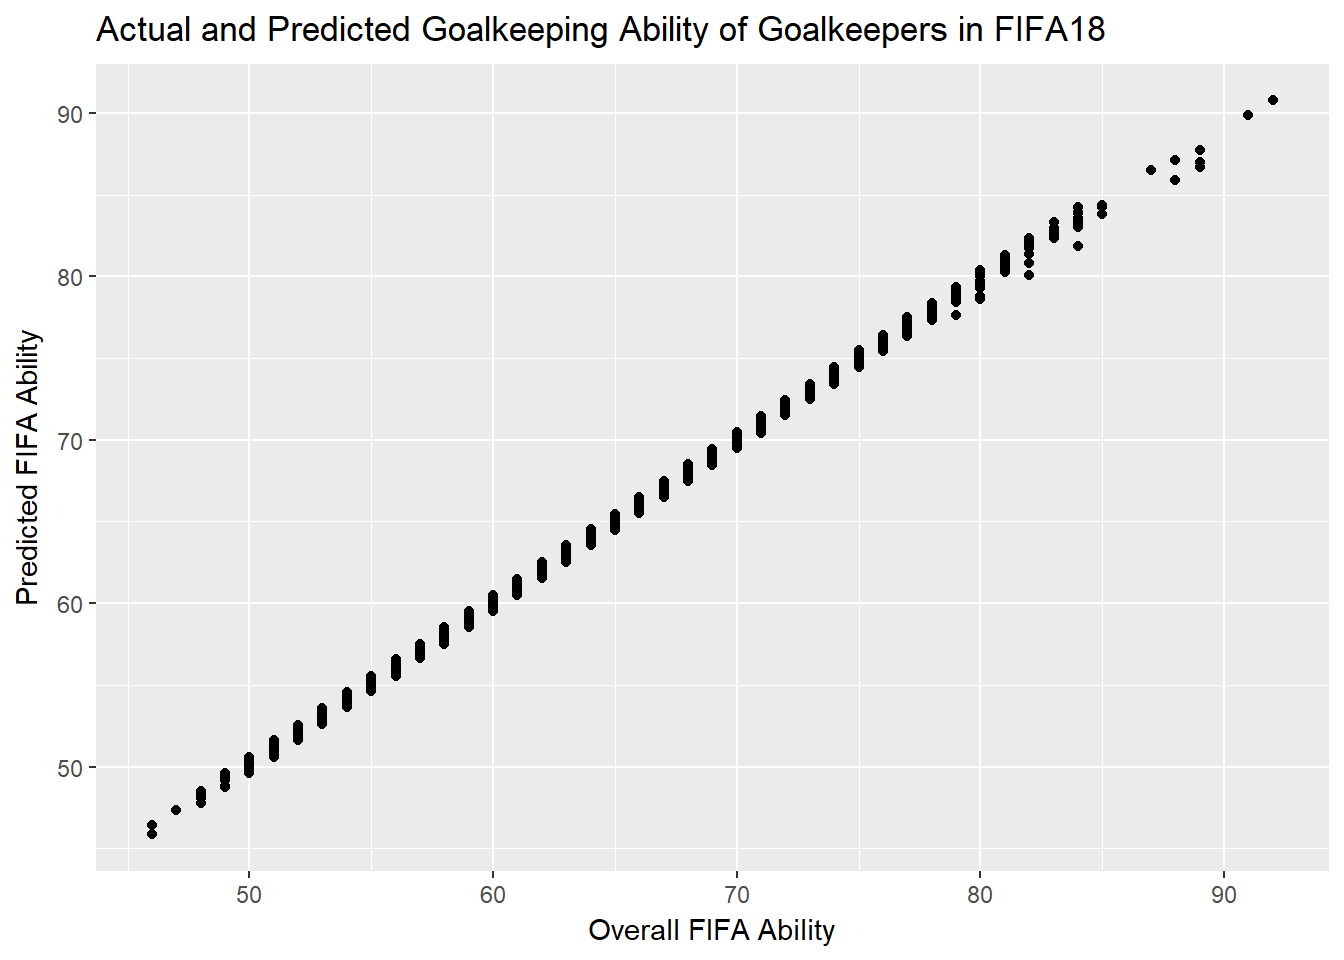 Actual and Predicted Goalkeeping Ability of Goalkeepers in FIFA18
Predicted FIFA Ability
90
80
70
60
50
50 60 70 80 90
Overall FIFA Ability